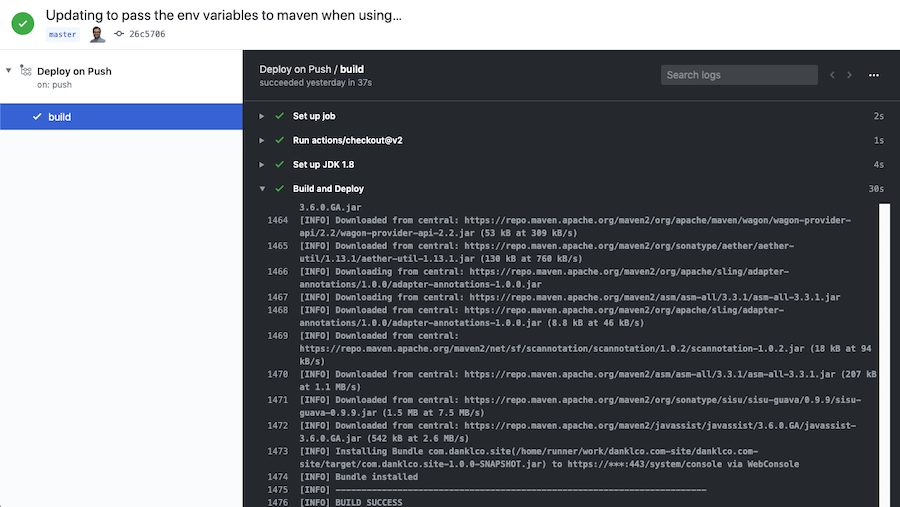 Updating to pass the env variables to maven when using...
master 26c5706
Deploy on Push
on: push
build
Deploy on Push / build
succeeded yesterday in 37s
Search logs
Set up job 2s
Run actions/checkout@v2 1s
Set up JDK 1.8 4s
Build and Deploy 30s
3.6.0.GA.jar
1464 [INFO] Downloaded from central: https://repo.maven.apache.org/maven2/org/apache/maven/wagon/wagon-provider-
api/2.2/wagon-provider-api-2.2.jar (53 kB at 309 kB/s)
1465 [INFO] Downloaded from central: https://repo.maven.apache.org/maven2/org/sonatype/aether/aether-
util/1.13.1/aether-util-1.13.1.jar (130 kB at 760 kB/s)
1466 [INFO] Downloading from central: https://repo.maven.apache.org/maven2/org/apache/sling/adapter-
annotations/1.0.0/adapter-annotations-1.0.0.jar
1467 [INFO] Downloading from central: https://repo.maven.apache.org/maven2/asm/asm-all/3.3.1/asm-all-3.3.1.jar
1468 [INFO] Downloaded from central: https://repo.maven.apache.org/maven2/org/apache/sling/adapter-
annotations/1.0.0/adapter-annotations-1.0.0.jar (8.8 kB at 46 kB/s)
1469 [INFO] Downloaded from central:
https://repo.maven.apache.org/maven2/net/sf/scannotation/scannotation/1.0.2/scannotation-1.0.2.jar (18 kB at 94
kB/s)
1470 [INFO] Downloaded from central: https://repo.maven.apache.org/maven2/asm/asm-all/3.3.1/asm-all-3.3.1.jar (207 kB
at 1.1 MB/s)
1471 [INFO] Downloaded from central: https://repo.maven.apache.org/maven2/org/sonatype/sisu/sisu-guava/0.9.9/sisu-
guava-0.9.9.jar (1.5 MB at 7.5 MB/s)
1472 [INFO] Downloaded from central: https://repo.maven.apache.org/maven2/javassist/javassist/3.6.0.GA/javassist-
3.6.0.GA.jar (542 kB at 2.6 MB/s)
1473 [INFO] Installing Bundle com.danklco.site(/home/runner/work/danklco.com-site/danklco.com-
site/target/com.danklco.site-1.0.0-SNAPSHOT.jar) to https://***:443/system/console via WebConsole
1474 [INFO] Bundle installed
1475 [INFO] ------------------------------------------------------------------------
1476 [INFO] BUILD SUCCESS